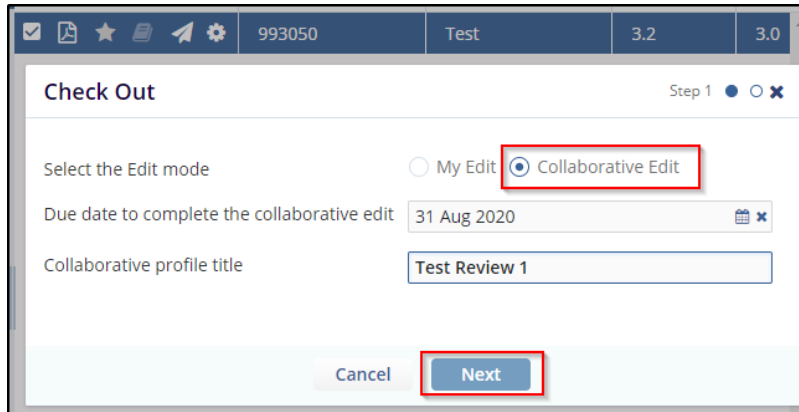 993050 Test 3.2 3.0
Check Out Step 1
Select the Edit mode My Edit Collaborative Edit
Due date to complete the collaborative edit 31 Aug 2020
Collaborative profile title Test Review 1
Cancel Next